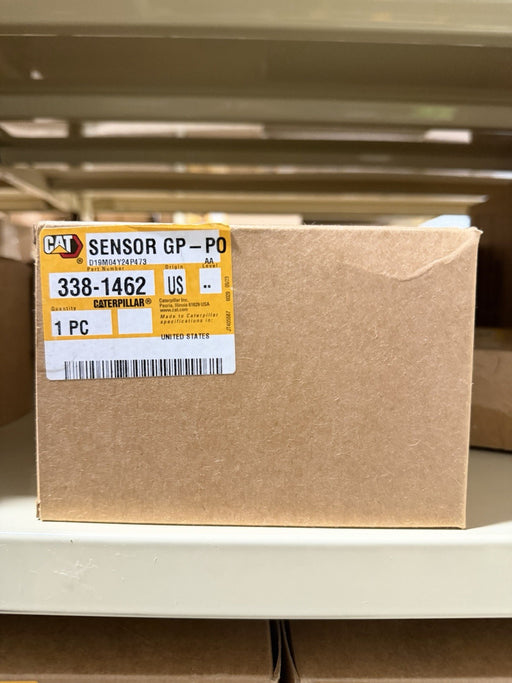 CAT
®
SENSOR GP-PO
D19M04Y24P473 AA
Part Number Origin Level
338-1462 US ..
Quantity CATERPILLAR®
1 PC
Caterpillar Inc.
Peoria, Illinois 61629 USA
www.cat.com
Made to Caterpillar
specifications in:
UNITED STATES